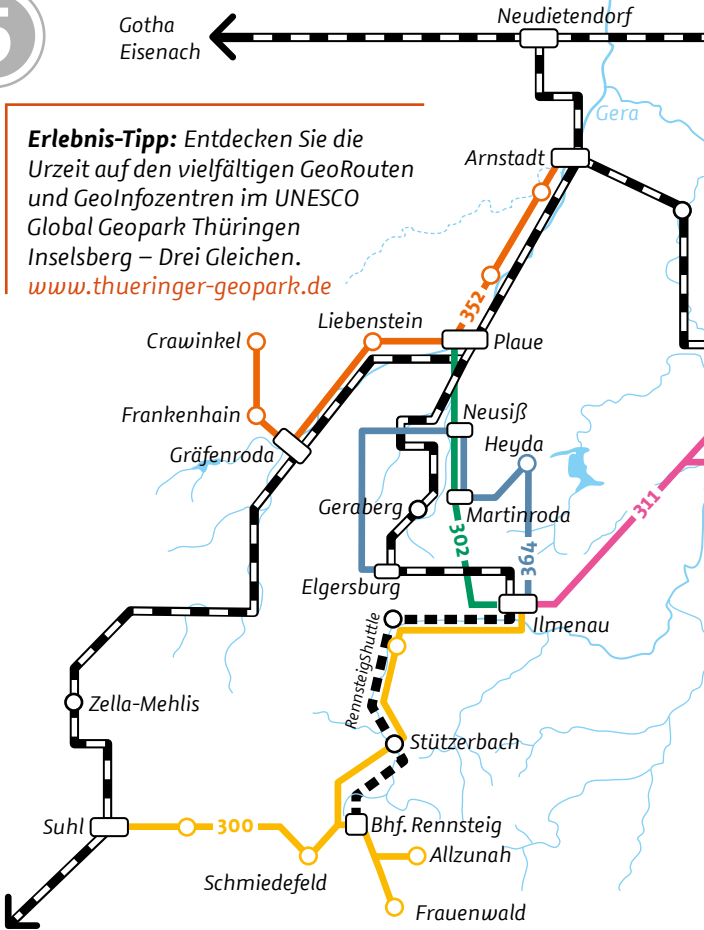 5
Gotha
Eisenach
Neudietendorf
Gera
Erlebnis-Tipp: Entdecken Sie die
Urzeit auf den vielfältigen GeoRouten
und GeoInfozentren im UNESCO
Global Geopark Thüringen
Inselsberg – Drei Gleichen.
www.thueringer-geopark.de
Arnstadt
352
Liebenstein
Crawinkel
Plaue
Frankenhain
Neusiß
Heyda
Gräfenroda
Geraberg
Martinroda
311
302
364
Elgersburg
Ilmenau
RennsteigShuttle
Zella-Mehlis
Stützerbach
Suhl
300
Bhf. Rennsteig
Allzunah
Schmiedefeld
Frauenwald